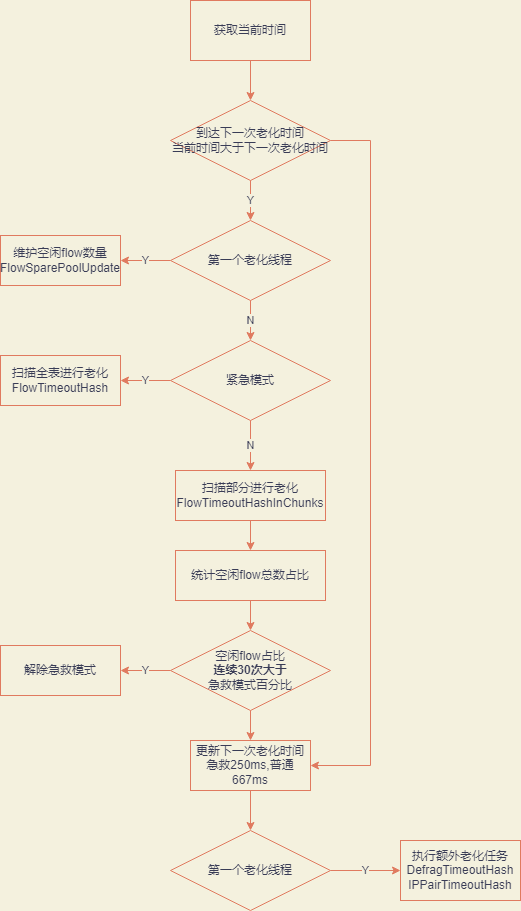 获取当前时间
到达下一次老化时间
当前时间大于下一次老化时间
Y
维护空闲flow数量
FlowSparePoolUpdate
Y
第一个老化线程
N
扫描全表进行老化
FlowTimeoutHash
Y
紧急模式
N
扫描部分进行老化
FlowTimeoutHashInChunks
统计空闲flow总数占比
解除急救模式
Y
空闲flow占比
连续30次大于
急救模式百分比
更新下一次老化时间
急救250ms,普通
667ms
第一个老化线程
Y
执行额外老化任务
DefragTimeoutHash
IPPairTimeoutHash